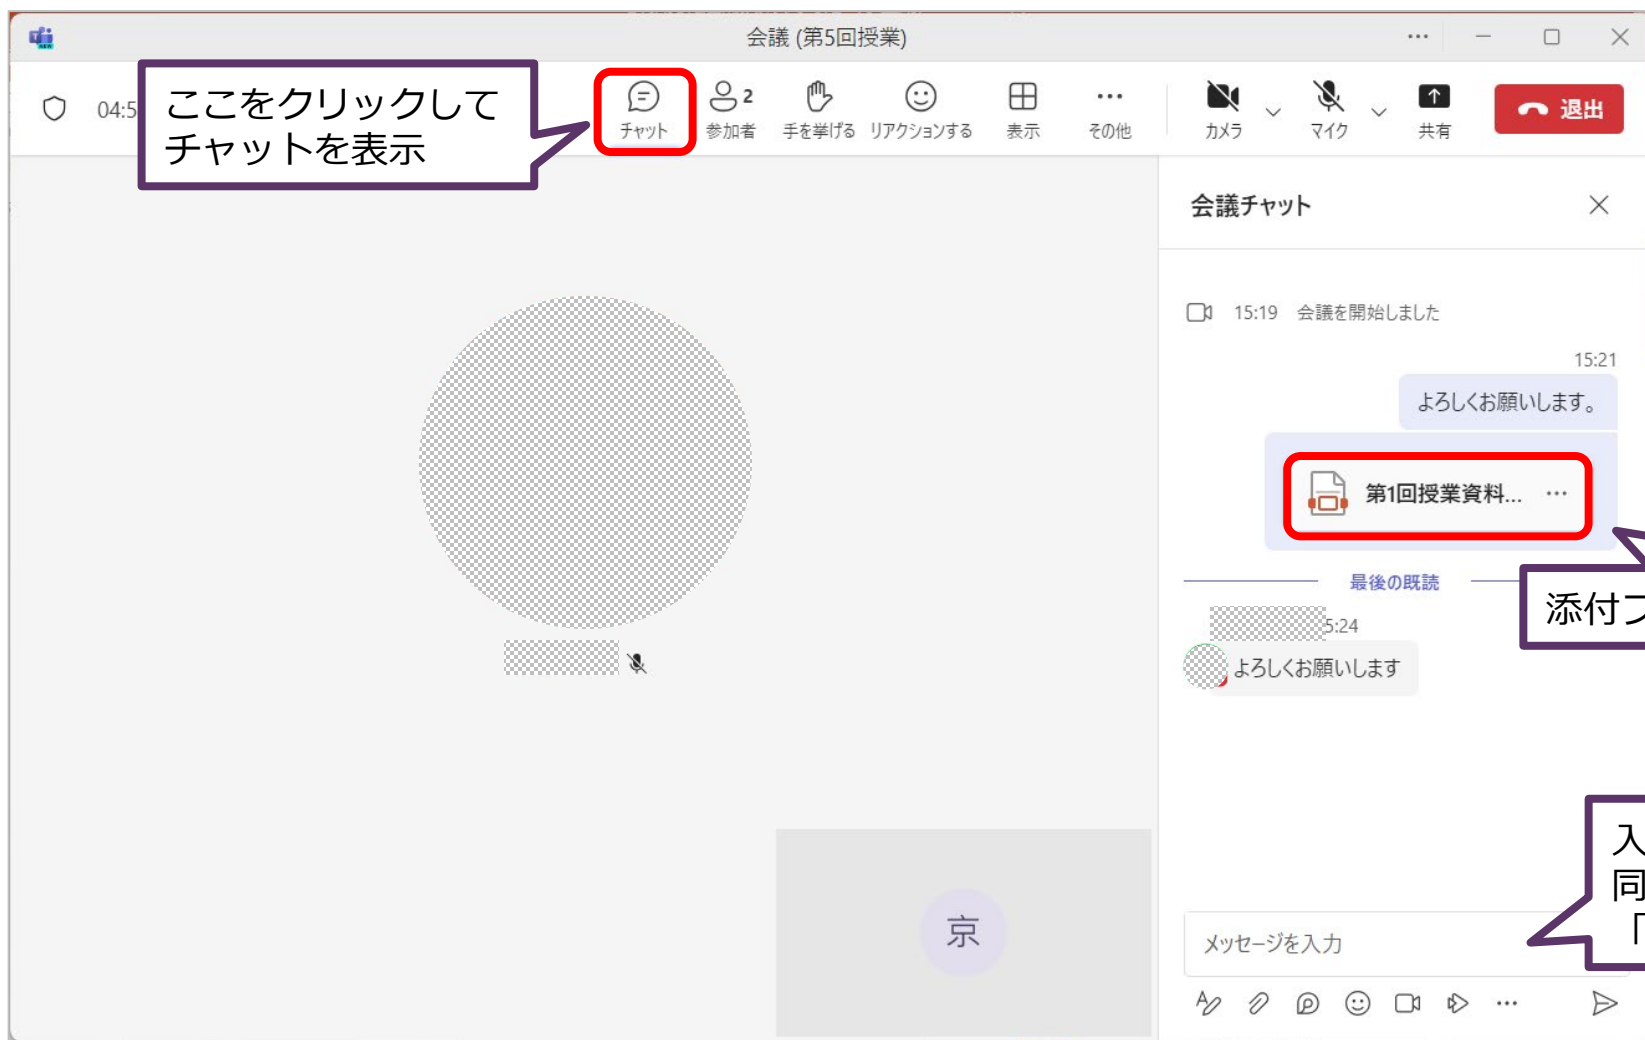 会議 (第5回授業)
04:5
ここをクリックして
チャットを表示
チャット
2
参加者
手を挙げる
リアクションする
表示
その他
カメラ
マイク
共有
退出
会議チャット
15:19 会議を開始しました
15:21
よろしくお願いします。
第1回授業資料...
最後の既読
添付フ
5:24
よろしくお願いします
京
入
同
「
メッセージを入力